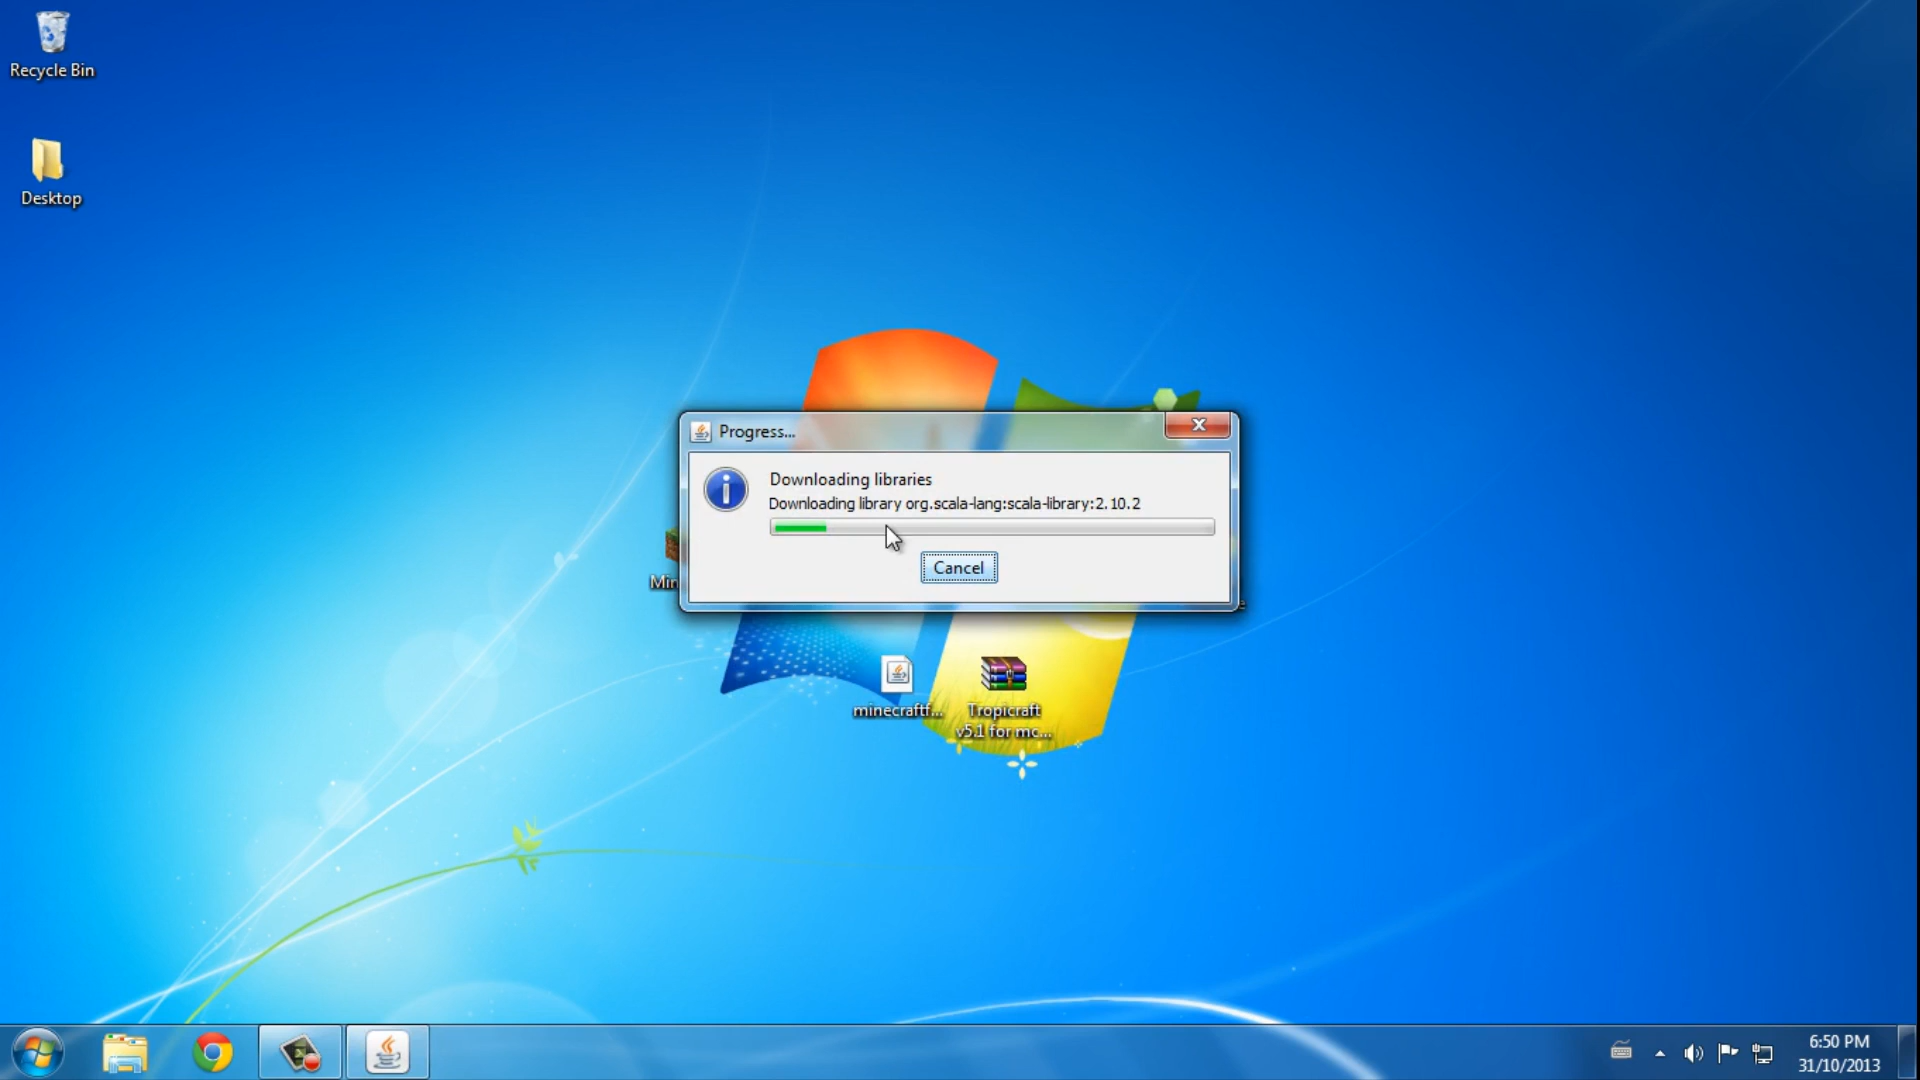 Recycle Bin
Desktop
Progress...
Downloading libraries
Downloading library org.scala-lang:scala-library:2.10.2
Cancel
minecraftf...
Tropicraft
v5.1 for mc...
6:50 PM
31/10/2013